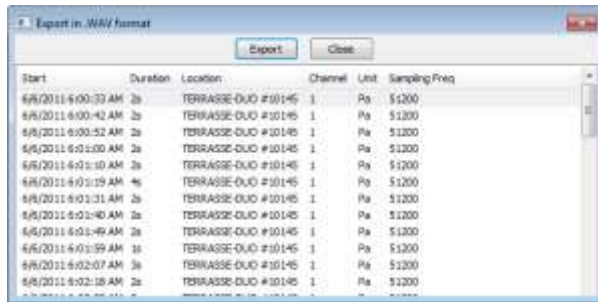 Export in .WAV format
Export Close
Start Duration Location Channel Unit Sampling Freq
6/6/2011 6:00:33 AM 2s TERRASSE-DUO #10145 1 Pa 51200
6/6/2011 6:00:42 AM 2s TERRASSE-DUO #10145 1 Pa 51200
6/6/2011 6:00:52 AM 2s TERRASSE-DUO #10145 1 Pa 51200
6/6/2011 6:01:00 AM 2s TERRASSE-DUO #10145 1 Pa 51200
6/6/2011 6:01:10 AM 2s TERRASSE-DUO #10145 1 Pa 51200
6/6/2011 6:01:19 AM 4s TERRASSE-DUO #10145 1 Pa 51200
6/6/2011 6:01:31 AM 2s TERRASSE-DUO #10145 1 Pa 51200
6/6/2011 6:01:40 AM 2s TERRASSE-DUO #10145 1 Pa 51200
6/6/2011 6:01:49 AM 2s TERRASSE-DUO #10145 1 Pa 51200
6/6/2011 6:01:59 AM 1s TERRASSE-DUO #10145 1 Pa 51200
6/6/2011 6:02:07 AM 3s TERRASSE-DUO #10145 1 Pa 51200
6/6/2011 6:02:18 AM 2s TERRASSE-DUO #10145 1 Pa 51200